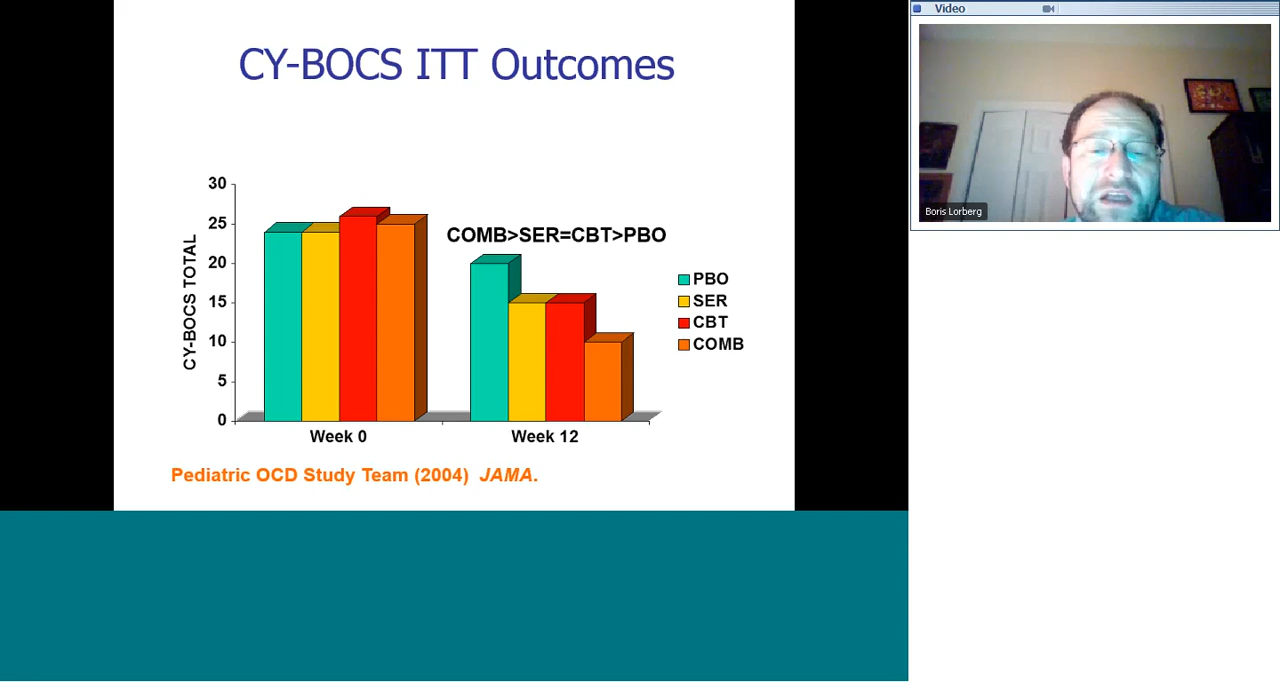 CY-BOCS ITT Outcomes
CY-BOCS TOTAL
30
25
20
15
10
5
0
COMB>SER=CBT>PBO
PBO
SER
CBT
COMB
Week 0
Week 12
Pediatric OCD Study Team (2004) JAMA.
Video
Boris Lorberg